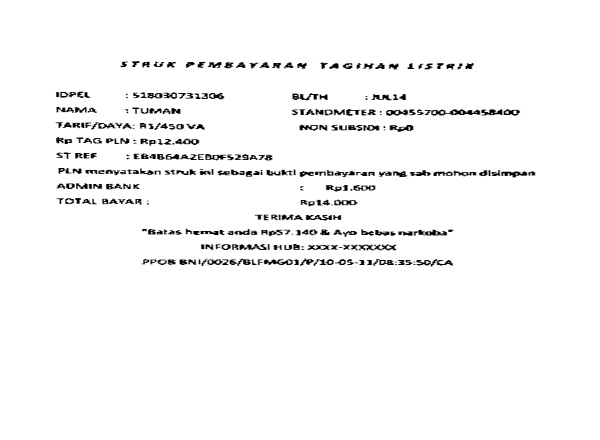 STRUK PEMBAYARAN TAGIHAN LISTRIK
IDPEL : 518030731306 BL/TH : JUL14
NAMA : TUMAN STANDMETER : 00455700-004458400
TARIF/DAYA: R1/450 VA NON SUBSIDI : Rp0
Rp TAG PLN : Rp12.400
ST REF : EB4B64A2EB0F529A78
PLN menyatakan struk ini sebagai bukti pembayaran yang sah mohon disimpan
ADMIN BANK : Rp1.600
TOTAL BAYAR : Rp14.000
TERIMA KASIH
"Batas hemat anda Rp57.140 & Ayo bebas narkoba"
INFORMASI HUB: XXXX-XXXXXXX
PPOB BNI/0026/BLFMG01/P/10-05-11/08:35:50/CA